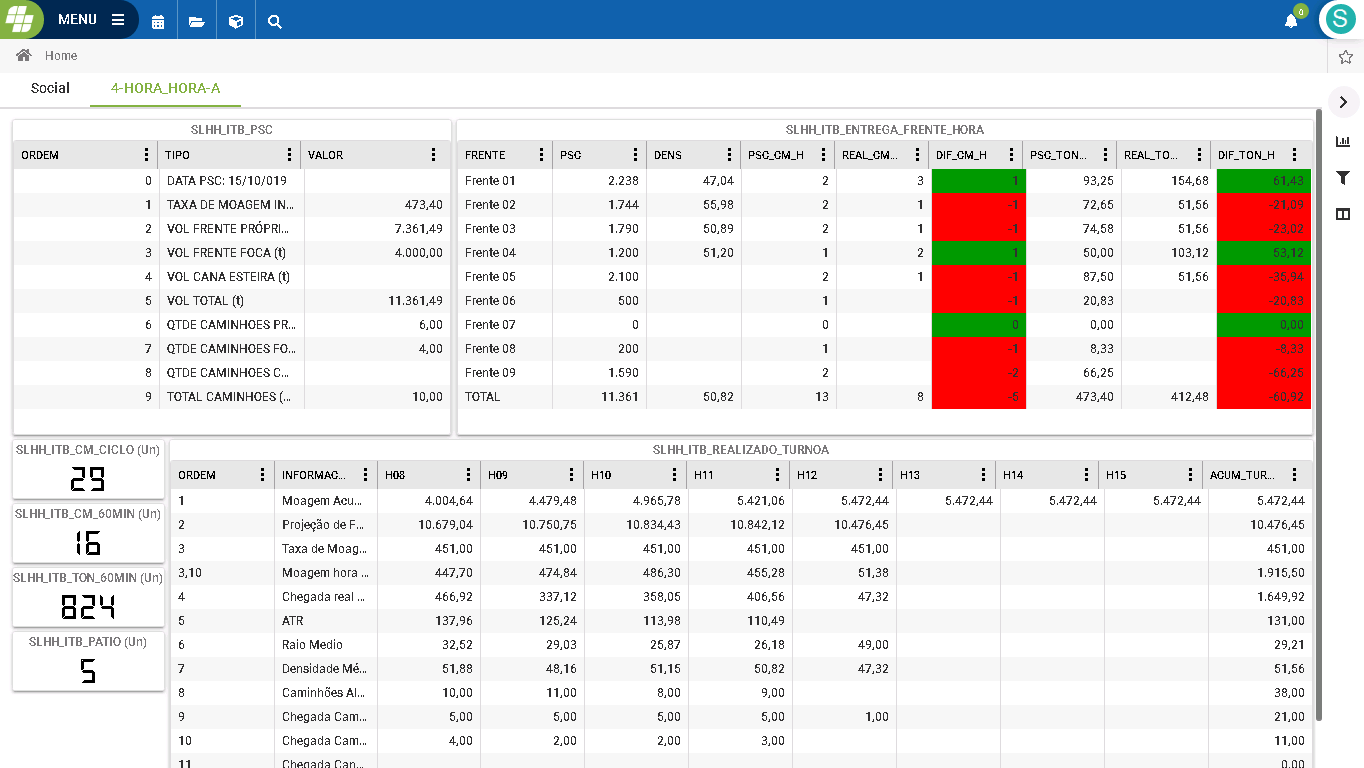 MENU
0
S
Home
Social 4-HORA_HORA-A
SLHH_ITB_PSC
ORDEM TIPO VALOR
0 DATA PSC: 15/10/019
1 TAXA DE MOAGEM IN... 473,40
2 VOL FRENTE PRÓPRI... 7.361,49
3 VOL FRENTE FOCA (t) 4.000,00
4 VOL CANA ESTEIRA (t)
5 VOL TOTAL (t) 11.361,49
6 QTDE CAMINHOES PR... 6,00
7 QTDE CAMINHOES FO... 4,00
8 QTDE CAMINHOES C...
9 TOTAL CAMINHOES (... 10,00
SLHH_ITB_ENTREGA_FRENTE_HORA
FRENTE PSC DENS PSC_CM_H REAL_CM... DIF_CM_H PSC_TON... REAL_TO... DIF_TON_H
Frente 01 2.238 47,04 2 3 1 93,25 154,68 61,43
Frente 02 1.744 55,98 2 1 -1 72,65 51,56 -21,09
Frente 03 1.790 50,89 2 1 -1 74,58 51,56 -23,02
Frente 04 1.200 51,20 1 2 1 50,00 103,12 53,12
Frente 05 2.100 2 1 -1 87,50 51,56 -35,94
Frente 06 500 1 -1 20,83 -20,83
Frente 07 0 0 0 0,00 0,00
Frente 08 200 1 -1 8,33 -8,33
Frente 09 1.590 2 -2 66,25 -66,25
TOTAL 11.361 50,82 13 8 -5 473,40 412,48 -60,92
SLHH_ITB_CM_CICLO (Un)
29
SLHH_ITB_CM_60MIN (Un)
16
SLHH_ITB_TON_60MIN (Un)
824
SLHH_ITB_PATIO (Un)
5
SLHH_ITB_REALIZADO_TURNOA
ORDEM INFORMAC... H08 H09 H10 H11 H12 H13 H14 H15 ACUM_TUR...
1 Moagem Acu... 4.004,64 4.479,48 4.965,78 5.421,06 5.472,44 5.472,44 5.472,44 5.472,44 5.472,44
2 Projeção de F... 10.679,04 10.750,75 10.834,43 10.842,12 10.476,45 10.476,45
3 Taxa de Moag... 451,00 451,00 451,00 451,00 451,00 451,00
3,10 Moagem hora ... 447,70 474,84 486,30 455,28 51,38 1.915,50
4 Chegada real ... 466,92 337,12 358,05 406,56 47,32 1.649,92
5 ATR 137,96 125,24 113,98 110,49 131,00
6 Raio Medio 32,52 29,03 25,87 26,18 49,00 29,21
7 Densidade Mé... 51,88 48,16 51,15 50,82 47,32 51,56
8 Caminhões Al... 10,00 11,00 8,00 9,00 38,00
9 Chegada Cam... 5,00 5,00 5,00 5,00 1,00 21,00
10 Chegada Cam... 4,00 2,00 2,00 3,00 11,00
11 Chegada Can... 0,00